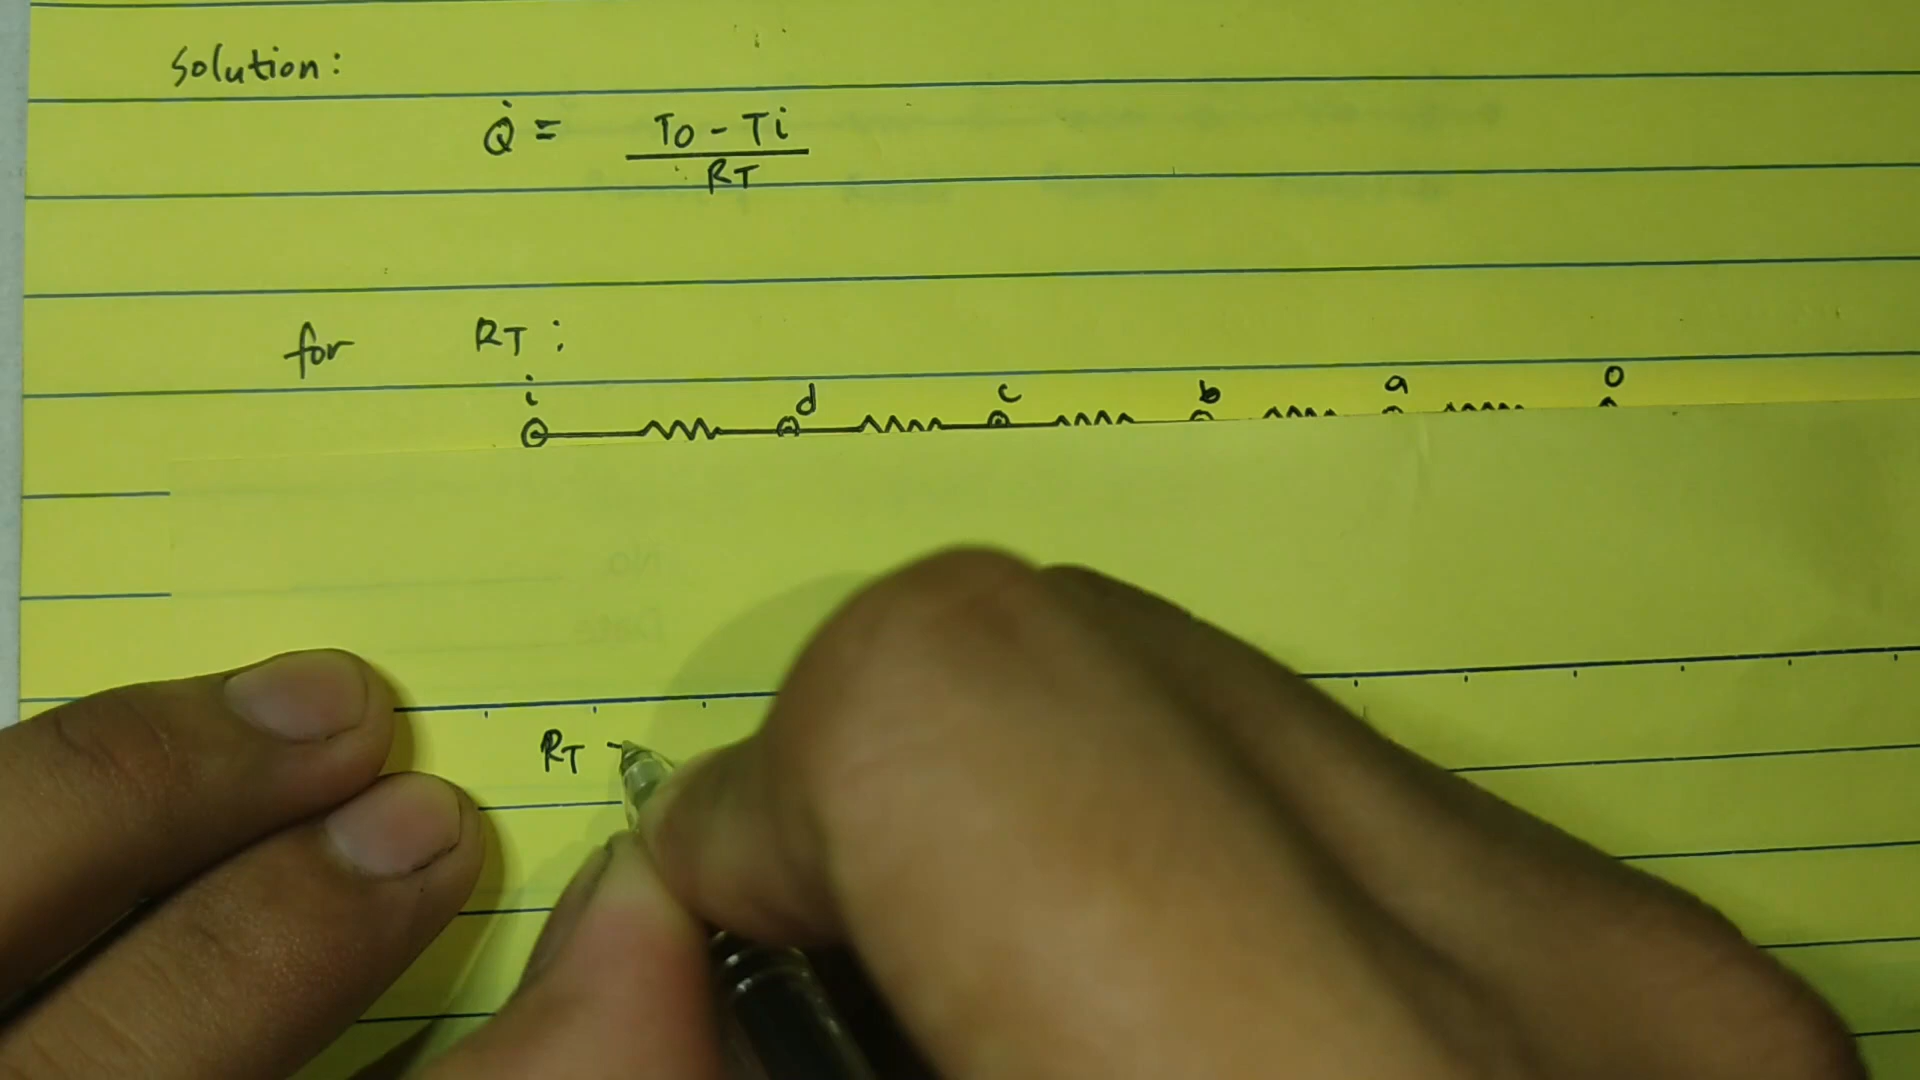 Solution:
Q̇ = To - Ti
RT
for RT:
i d c b a o
RT